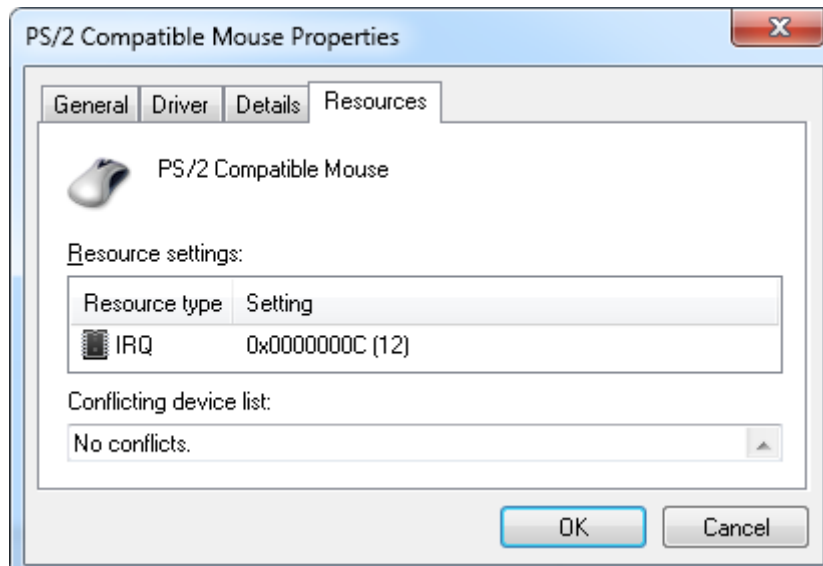 PS/2 Compatible Mouse Properties
General Driver Details Resources
PS/2 Compatible Mouse
Resource settings:
Resource type Setting
IRQ 0x0000000C (12)
Conflicting device list:
No conflicts.
OK Cancel